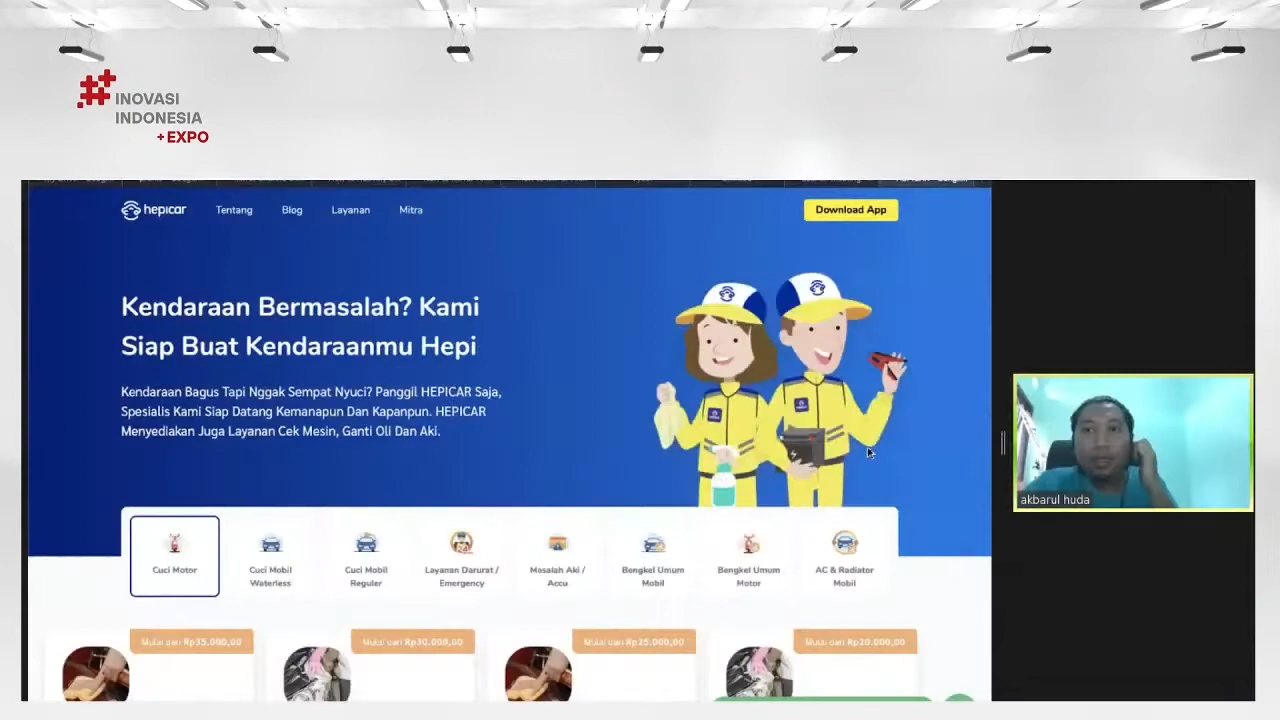 INOVASI
INDONESIA
+EXPO
hepicar
Tentang
Blog
Layanan
Mitra
Download App
Kendaraan Bermasalah? Kami
Siap Buat Kendaraanmu Hepi
Kendaraan Bagus Tapi Nggak Sempat Nyuci? Panggil HEPICAR Saja,
Spesialis Kami Siap Datang Kemanapun Dan Kapanpun. HEPICAR
Menyediakan Juga Layanan Cek Mesin, Ganti Oli Dan Aki.
akbarul huda
Cuci Motor
Cuci Mobil
Waterless
Cuci Mobil
Reguler
Layanan Darurat /
Emergency
Masalah Aki /
Accu
Bengkel Umum
Mobil
Bengkel Umum
Motor
AC & Radiator
Mobil
Mulai dari Rp35.000,00
Mulai dari Rp30.000,00
Mulai dari Rp25.000,00
Mulai dari Rp20.000,00